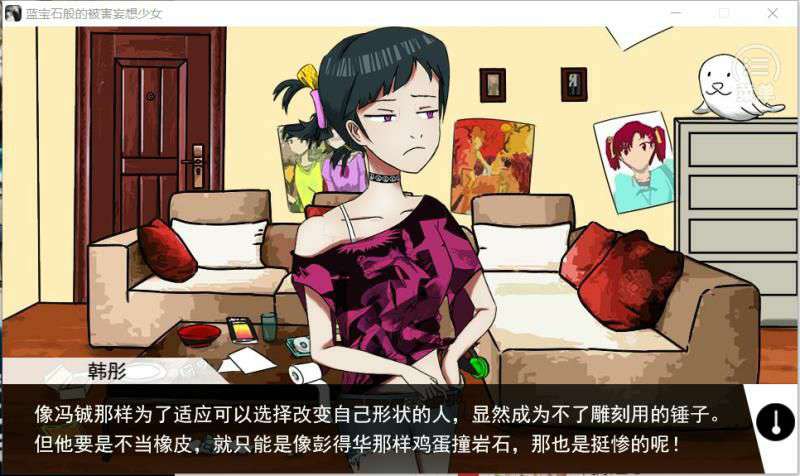 蓝宝石般的被害妄想少女
菜单
韩彤
像冯铖那样为了适应可以选择改变自己形状的人，显然成为不了雕刻用的锤子。
但他要是不当橡皮，就只能是像彭得华那样鸡蛋撞岩石，那也是挺惨的呢！